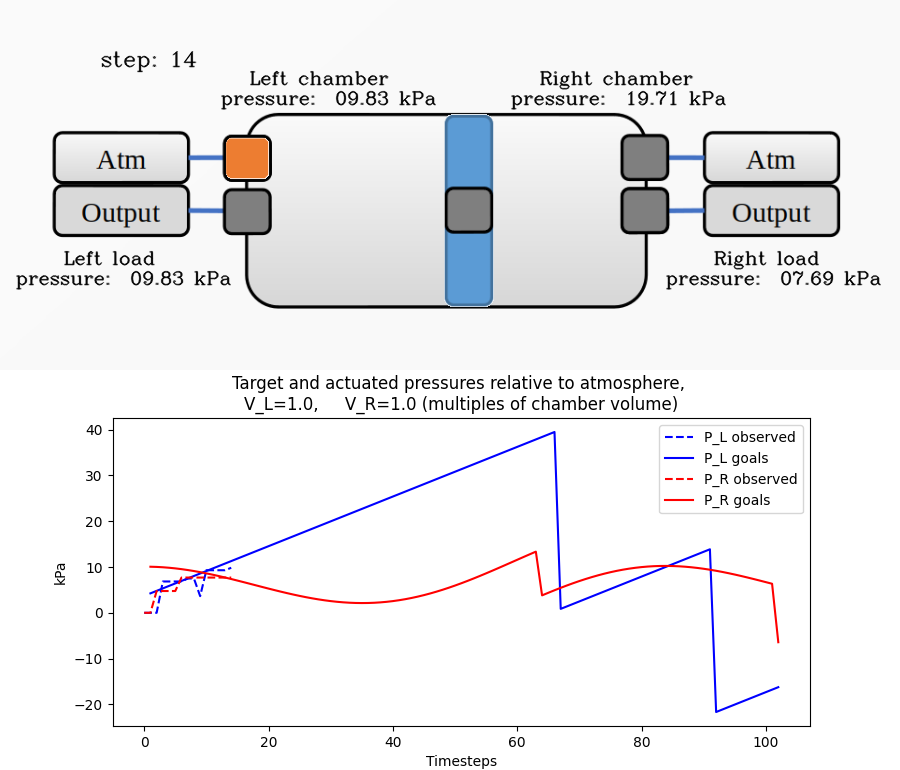 step: 14
Left chamber
pressure: 09.83 kPa
Right chamber
pressure: 19.71 kPa
Atm
Output
Atm
Output
Left load
pressure: 09.83 kPa
Right load
pressure: 07.69 kPa
Target and actuated pressures relative to atmosphere,
V_L=1.0, V_R=1.0 (multiples of chamber volume)
P_L observed
P_L goals
P_R observed
P_R goals
40
30
20
10
0
−10
−20
kPa
0 20 40 60 80 100
Timesteps